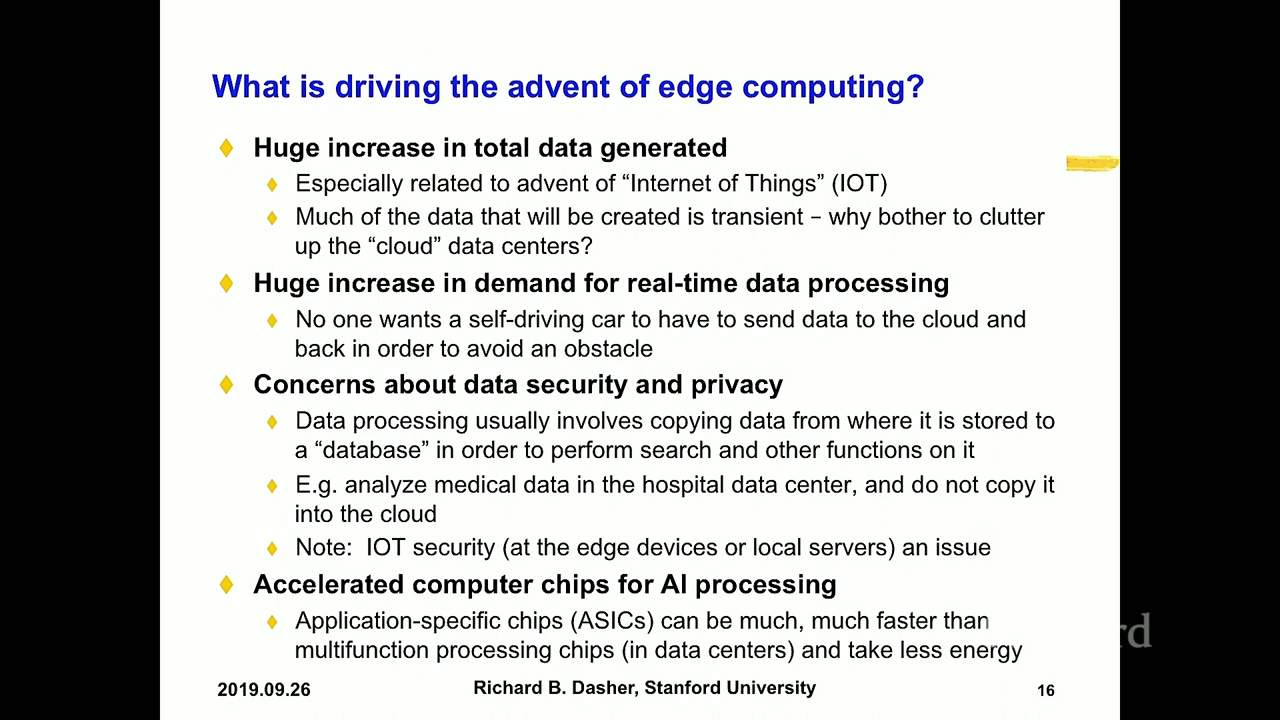 What is driving the advent of edge computing?
Huge increase in total data generated
Especially related to advent of “Internet of Things” (IOT)
Much of the data that will be created is transient – why bother to clutter
up the “cloud” data centers?
Huge increase in demand for real-time data processing
No one wants a self-driving car to have to send data to the cloud and
back in order to avoid an obstacle
Concerns about data security and privacy
Data processing usually involves copying data from where it is stored to
a “database” in order to perform search and other functions on it
E.g. analyze medical data in the hospital data center, and do not copy it
into the cloud
Note:  IOT security (at the edge devices or local servers) an issue
Accelerated computer chips for AI processing
Application-specific chips (ASICs) can be much, much faster than
multifunction processing chips (in data centers) and take less energy
2019.09.26
Richard B. Dasher, Stanford University
16